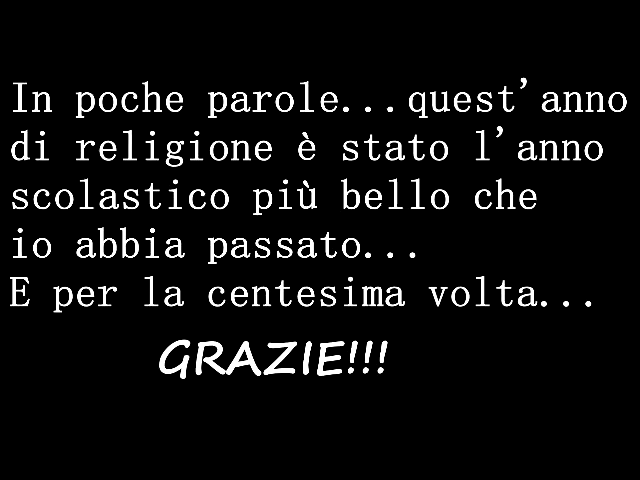 In poche parole...quest'anno
di religione è stato l'anno
scolastico più bello che
io abbia passato...
E per la centesima volta...
GRAZIE!!!